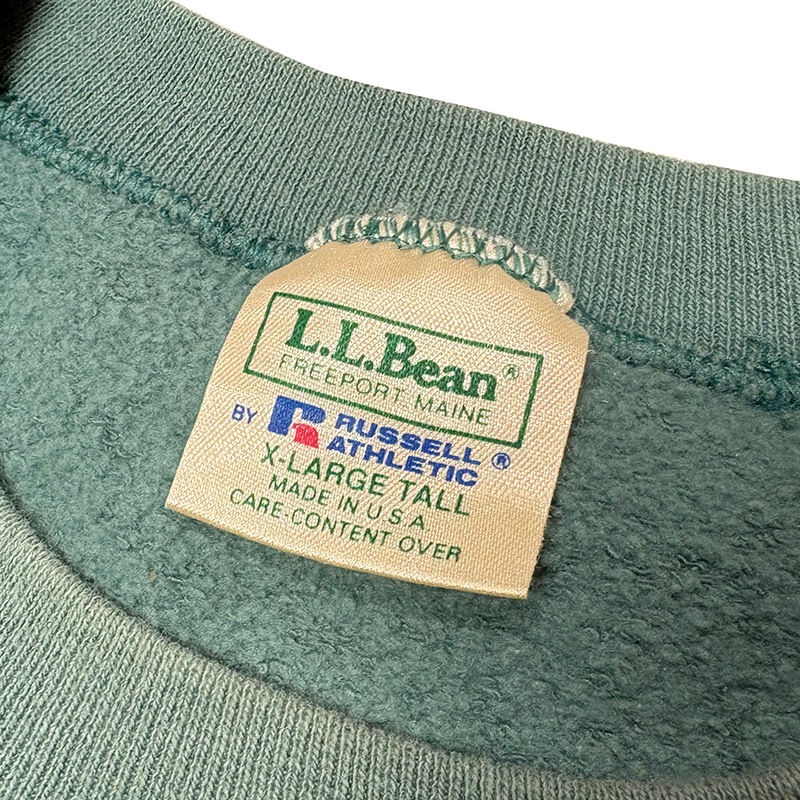 L.L.Bean®
FREEPORT MAINE
BY RUSSELL
ATHLETIC ®
X-LARGE TALL
MADE IN U.S.A
CARE-CONTENT OVER